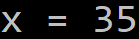 x = 35